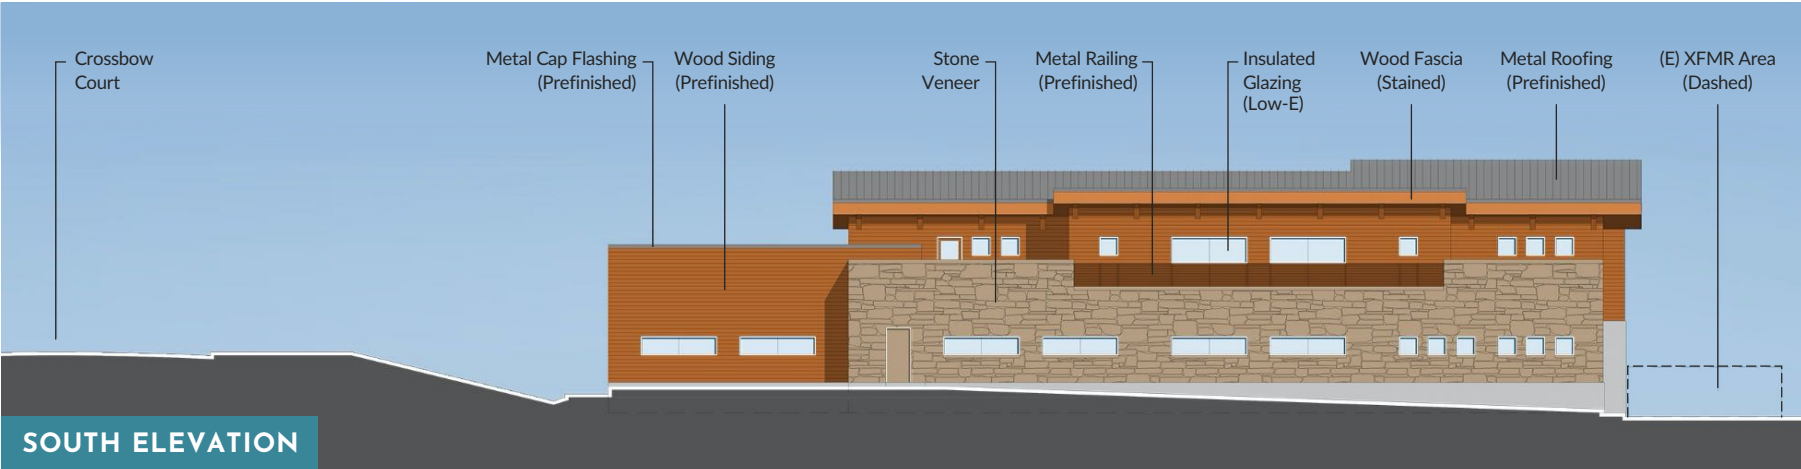 Crossbow
Court
Metal Cap Flashing
(Prefinished)
Wood Siding
(Prefinished)
Stone
Veneer
Metal Railing
(Prefinished)
Insulated
Glazing
(Low-E)
Wood Fascia
(Stained)
Metal Roofing
(Prefinished)
(E) XFMR Area
(Dashed)
SOUTH ELEVATION